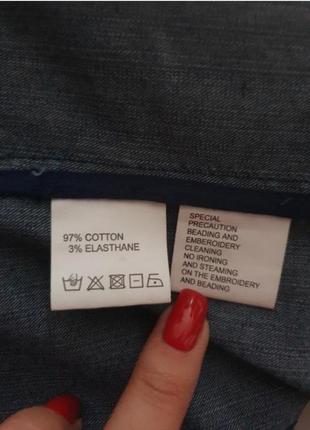 97% COTTON
3% ELASTHANE
SPECIAL
PRECAUTION
BEADING AND
EMBEROIDERY
CLEANING
NO IRONING
AND STEAMING
ON THE EMBROIDERY
AND BEADING